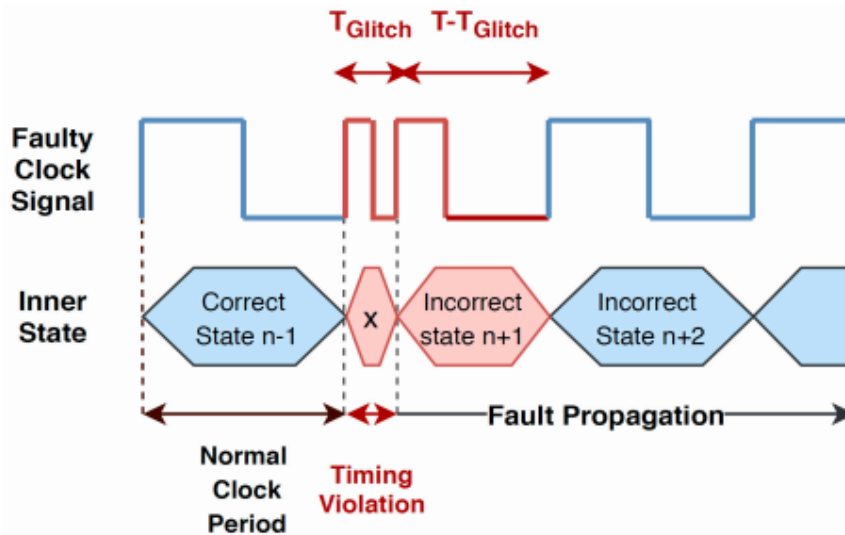 TGlitch T-TGlitch
Faulty
Clock
Signal
Inner
State
Correct
State n-1
x
Incorrect
state n+1
Incorrect
State n+2
Fault Propagation
Normal
Clock
Period
Timing
Violation